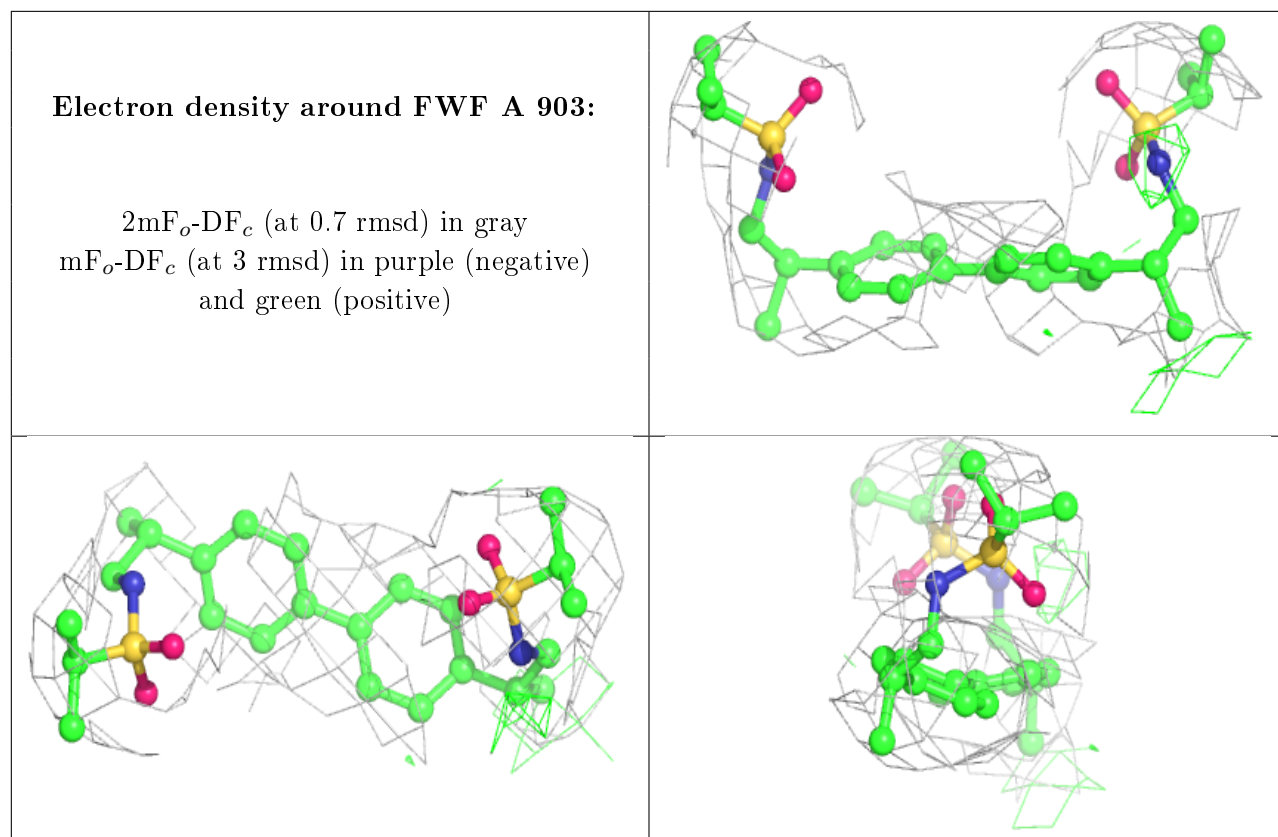 Electron density around FWF A 903:
2mFₒ-DF𝒸 (at 0.7 rmsd) in gray
mFₒ-DF𝒸 (at 3 rmsd) in purple (negative)
and green (positive)